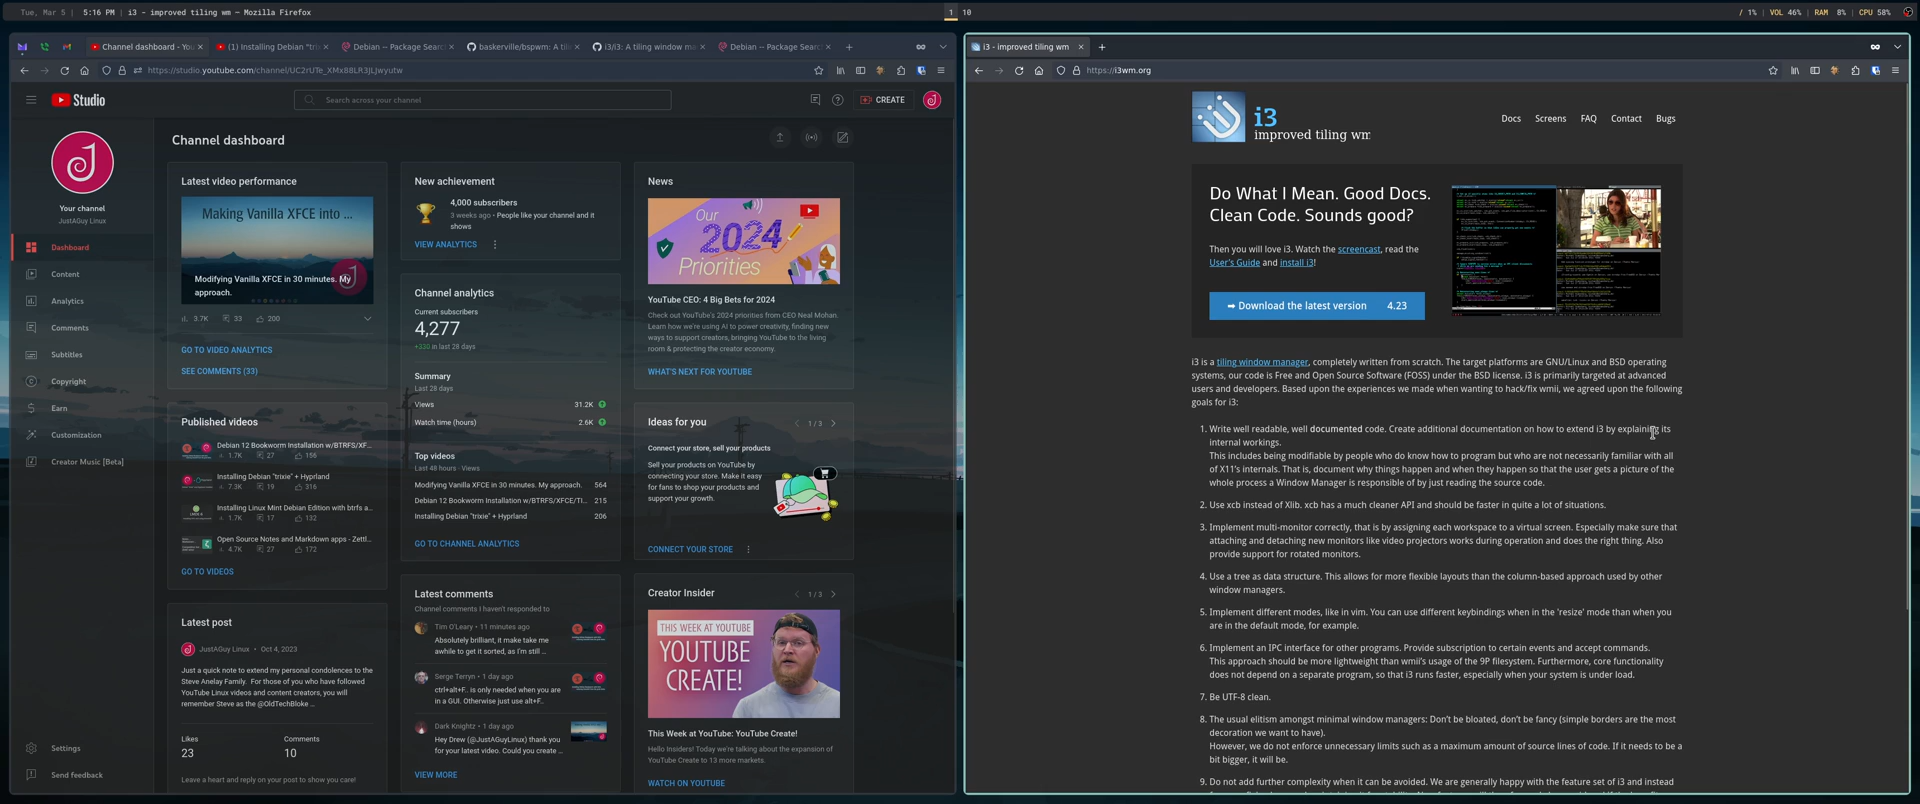 Tue, Mar 5 | 5:16 PM | i3 - improved tiling wm — Mozilla Firefox
1 10
/ 1% | VOL 46% | RAM 8% | CPU 58%
Channel dashboard - You
(1) Installing Debian "trix
Debian -- Package Searc
baskerville/bspwm: A til
i3/i3: A tiling window m
Debian -- Package Searc
https://studio.youtube.com/channel/
Studio
Search across your channel
CREATE
Your channel
JustAGuy Linux
Dashboard
Content
Analytics
Comments
Subtitles
Copyright
Earn
Customization
Creator Music [Beta]
Settings
Send feedback
Channel dashboard
Latest video performance
Making Vanilla XFCE into ...
Modifying Vanilla XFCE in 30 minutes. My
approach.
3.7K 33 200
GO TO VIDEO ANALYTICS
SEE COMMENTS (33)
Published videos
Debian 12 Bookworm Installation w/BTRFS/XF...
1.7K 27 156
Installing Debian "trixie" + Hyprland
7.3K 19 316
Installing Linux Mint Debian Edition with btrfs a...
1.7K 17 132
Open Source Notes and Markdown apps - Zettl...
4.7K 27 172
GO TO VIDEOS
Latest post
JustAGuy Linux • Oct 4, 2023
Just a quick note to extend my personal condolences to the
Steve Anelay Family. For those of you who have followed
YouTube Linux videos and content creators, you will
remember Steve as the @OldTechBloke ...
Likes
23
Comments
10
Leave a heart and reply on your post to show you care!
New achievement
4,000 subscribers
3 weeks ago • People like your channel and it
shows
VIEW ANALYTICS
Channel analytics
Current subscribers
4,277
+330 in last 28 days
Summary
Last 28 days
Views 31.2K
Watch time (hours) 2.6K
Top videos
Last 48 hours · Views
Modifying Vanilla XFCE in 30 minutes. My approach. 564
Debian 12 Bookworm Installation w/BTRFS/XFCE/TI... 215
Installing Debian "trixie" + Hyprland 206
GO TO CHANNEL ANALYTICS
Latest comments
Channel comments I haven't responded to
Tim O'Leary • 11 minutes ago
Absolutely brilliant, it make take me
awhile to get it sorted, as I'm still ...
Serge Terryn • 1 day ago
ctrl+alt+F.. is only needed when you are
in a GUI. Otherwise just use alt+F..
Dark Knightz • 1 day ago
Hey Drew (@JustAGuyLinux) thank you
for your latest video. Could you create ...
VIEW MORE
News
Our
2024
Priorities
YouTube CEO: 4 Big Bets for 2024
Check out YouTube's 2024 priorities from CEO Neal Mohan.
Learn how we're using AI to power creativity, finding new
ways to support creators, bringing YouTube to the living
room & protecting the creator economy.
WHAT'S NEXT FOR YOUTUBE
Ideas for you
1 / 3
Connect your store, sell your products
Sell your products on YouTube by
connecting your store. Make it easy
for fans to shop your products and
support your growth.
CONNECT YOUR STORE
Creator Insider
1 / 3
THIS WEEK AT YOUTUBE
YOUTUBE
CREATE!
This Week at YouTube: YouTube Create!
Hello Insiders! Today we're talking about the expansion of
YouTube Create to 13 more markets.
WATCH ON YOUTUBE
i3 - improved tiling wm
https://i3wm.org
i3
improved tiling wm
Docs Screens FAQ Contact Bugs
Do What I Mean. Good Docs.
Clean Code. Sounds good?
Then you will love i3. Watch the screencast, read the
User's Guide and install i3!
➡ Download the latest version 4.23
i3 is a tiling window manager, completely written from scratch. The target platforms are GNU/Linux and BSD operating
systems, our code is Free and Open Source Software (FOSS) under the BSD license. i3 is primarily targeted at advanced
users and developers. Based upon the experiences we made when wanting to hack/fix wmii, we agreed upon the following
goals for i3:
1. Write well readable, well documented code. Create additional documentation on how to extend i3 by explaining its
internal workings.
This includes being modifiable by people who do know how to program but who are not necessarily familiar with all
of X11's internals. That is, document why things happen and when they happen so that the user gets a picture of the
whole process a Window Manager is responsible of by just reading the source code.
2. Use xcb instead of Xlib. xcb has a much cleaner API and should be faster in quite a lot of situations.
3. Implement multi-monitor correctly, that is by assigning each workspace to a virtual screen. Especially make sure that
attaching and detaching new monitors like video projectors works during operation and does the right thing. Also
provide support for rotated monitors.
4. Use a tree as data structure. This allows for more flexible layouts than the column-based approach used by other
window managers.
5. Implement different modes, like in vim. You can use different keybindings when in the 'resize' mode than when you
are in the default mode, for example.
6. Implement an IPC interface for other programs. Provide subscription to certain events and accept commands.
This approach should be more lightweight than wmii's usage of the 9P filesystem. Furthermore, core functionality
does not depend on a separate program, so that i3 runs faster, especially when your system is under load.
7. Be UTF-8 clean.
8. The usual elitism amongst minimal window managers: Don't be bloated, don't be fancy (simple borders are the most
decoration we want to have).
However, we do not enforce unnecessary limits such as a maximum amount of source lines of code. If it needs to be a
bit bigger, it will be.
9. Do not add further complexity when it can be avoided. We are generally happy with the feature set of i3 and instead